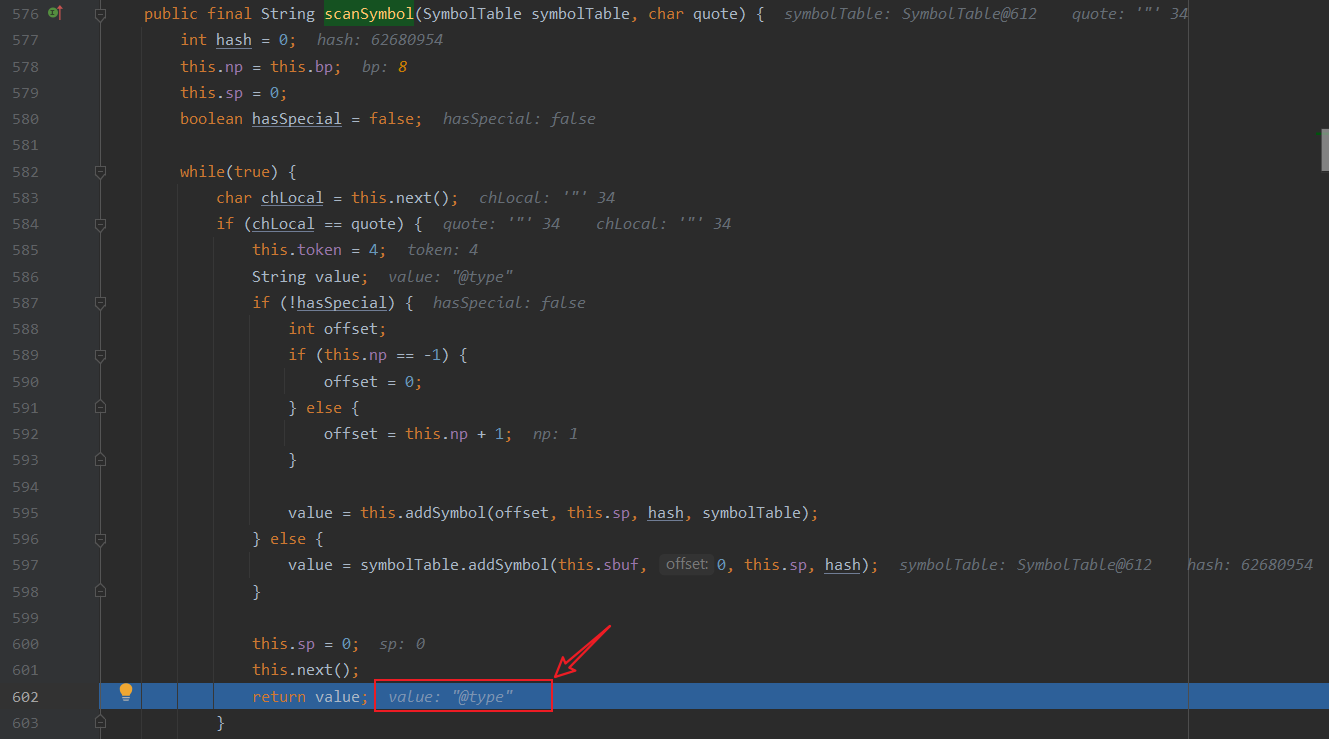 576 public final String scanSymbol(SymbolTable symbolTable, char quote) { symbolTable: SymbolTable@612 quote: '"' 34
577 int hash = 0; hash: 62680954
578 this.np = this.bp; bp: 8
579 this.sp = 0;
580 boolean hasSpecial = false; hasSpecial: false
581
582 while(true) {
583 char chLocal = this.next(); chLocal: '"' 34
584 if (chLocal == quote) { quote: '"' 34 chLocal: '"' 34
585 this.token = 4; token: 4
586 String value; value: "@type"
587 if (!hasSpecial) { hasSpecial: false
588 int offset;
589 if (this.np == -1) {
590 offset = 0;
591 } else {
592 offset = this.np + 1; np: 1
593 }
594
595 value = this.addSymbol(offset, this.sp, hash, symbolTable);
596 } else {
597 value = symbolTable.addSymbol(this.sbuf, offset: 0, this.sp, hash); symbolTable: SymbolTable@612 hash: 62680954
598 }
599
600 this.sp = 0; sp: 0
601 this.next();
602 return value; value: "@type"
603 }